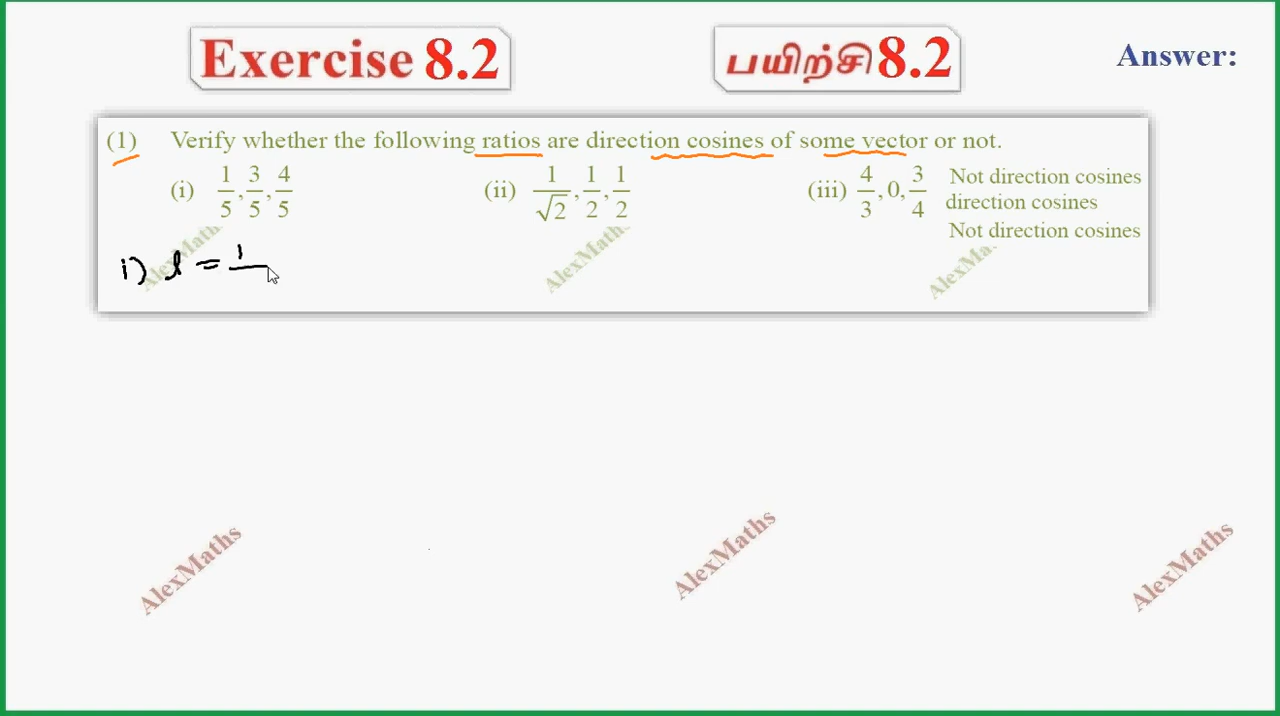 Exercise 8.2 பயிற்சி 8.2 Answer:
(1) Verify whether the following ratios are direction cosines of some vector or not.
(i) 1/5, 3/5, 4/5 (ii) 1/√2, 1/2, 1/2 (iii) 4/3, 0, 3/4 Not direction cosines
direction cosines
Not direction cosines
AlexMaths AlexMaths AlexMa
i) l = 1
AlexMaths AlexMaths AlexMaths